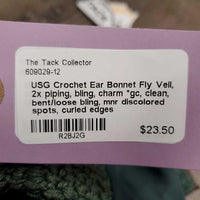 The Tack Collector
609029-12
USG Crochet Ear Bonnet Fly Veil,
2x piping, bling, charm *gc, clean,
bent/loose bling, mnr discolored
spots, curled edges
R2BJ2G
$23.50